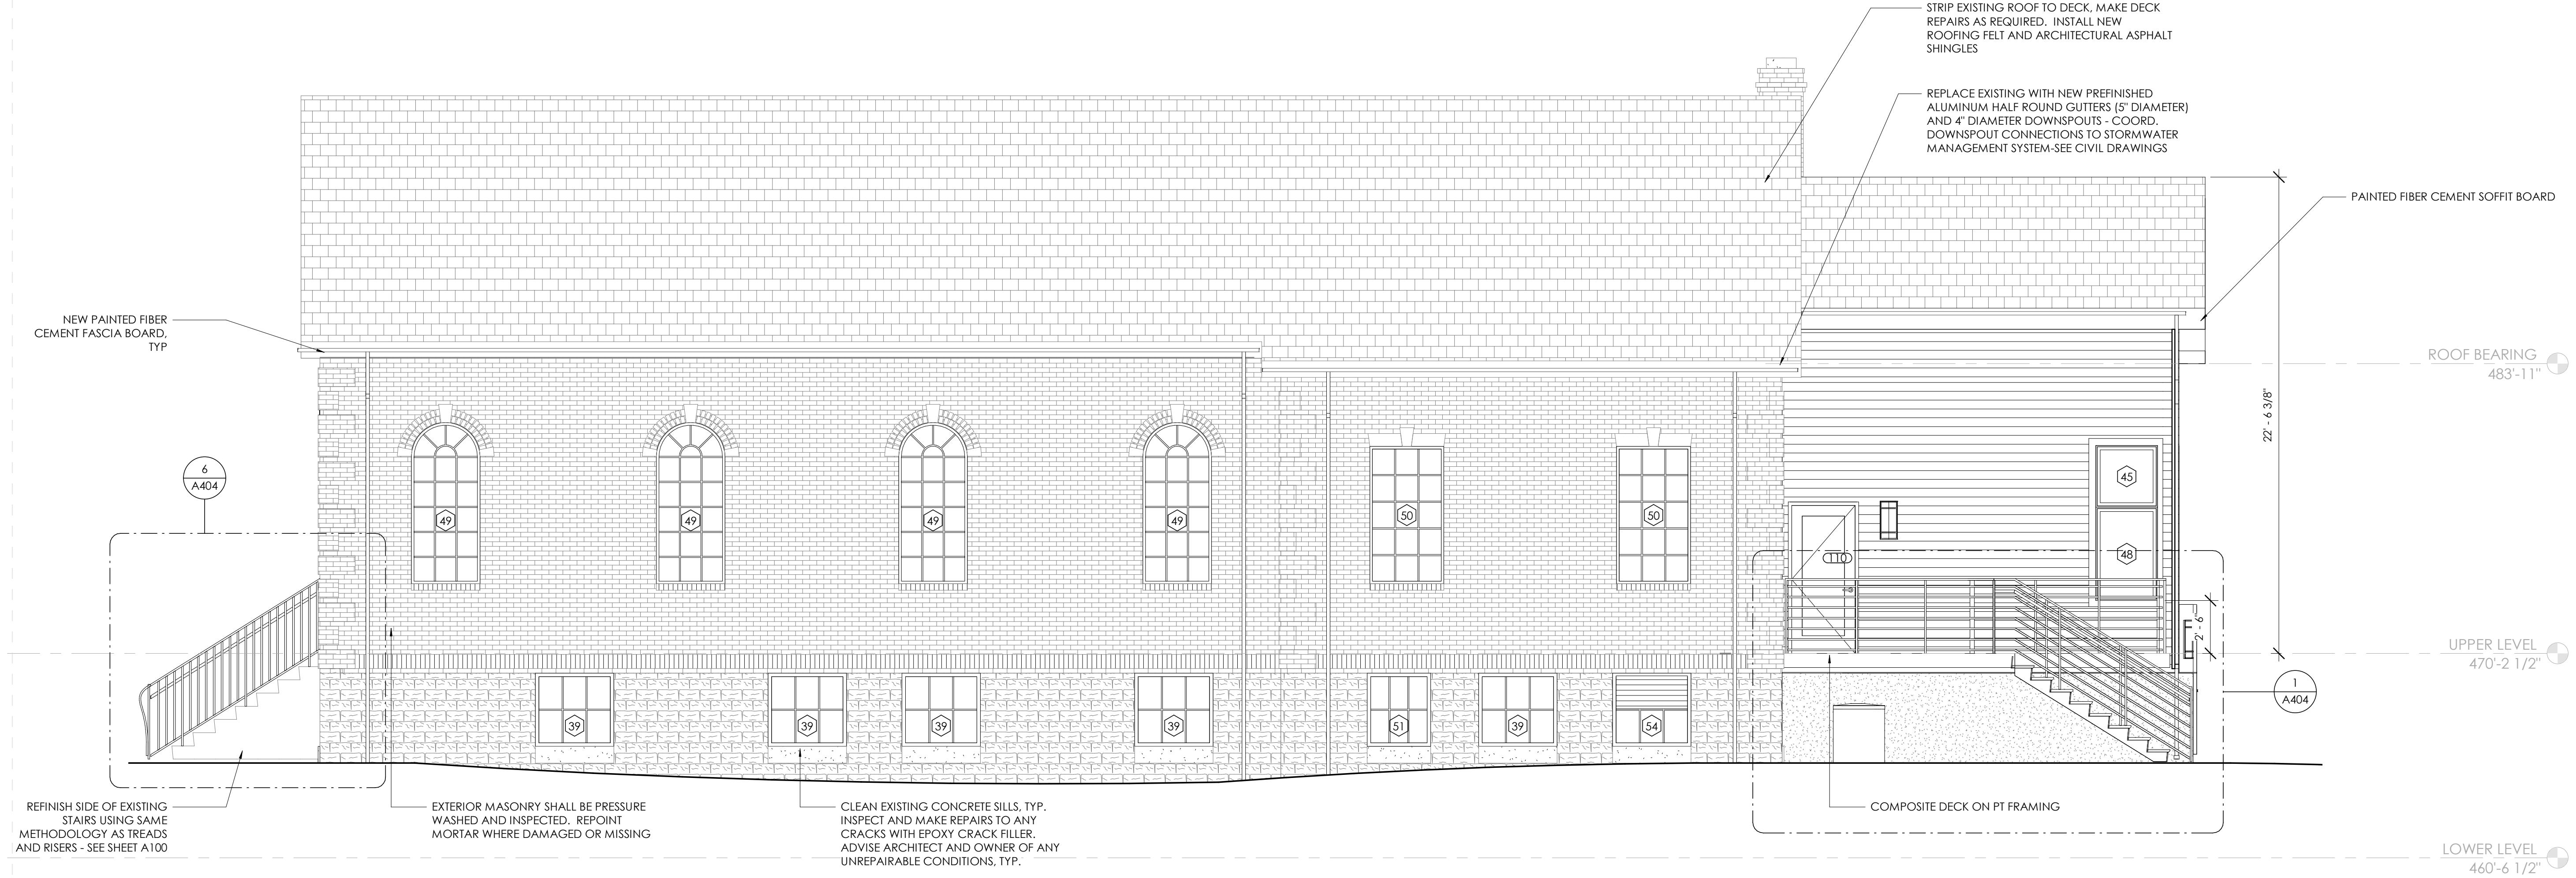 STRIP EXISTING ROOF TO DECK, MAKE DECK
REPAIRS AS REQUIRED. INSTALL NEW
ROOFING FELT AND ARCHITECTURAL ASPHALT
SHINGLES
REPLACE EXISTING WITH NEW PREFINISHED
ALUMINUM HALF ROUND GUTTERS (5" DIAMETER)
AND 4" DIAMETER DOWNSPOUTS - COORD.
DOWNSPOUT CONNECTIONS TO STORMWATER
MANAGEMENT SYSTEM-SEE CIVIL DRAWINGS
PAINTED FIBER CEMENT SOFFIT BOARD
NEW PAINTED FIBER
CEMENT FASCIA BOARD,
TYP
ROOF BEARING
483'-11"
22' - 6 3/8"
6
A404
45
49
49
49
49
50
50
48
110
2' - 6"
UPPER LEVEL
470'-2 1/2"
1
A404
39
39
39
39
51
39
54
REFINISH SIDE OF EXISTING
STAIRS USING SAME
METHODOLOGY AS TREADS
AND RISERS - SEE SHEET A100
EXTERIOR MASONRY SHALL BE PRESSURE
WASHED AND INSPECTED. REPOINT
MORTAR WHERE DAMAGED OR MISSING
CLEAN EXISTING CONCRETE SILLS, TYP.
INSPECT AND MAKE REPAIRS TO ANY
CRACKS WITH EPOXY CRACK FILLER.
ADVISE ARCHITECT AND OWNER OF ANY
UNREPAIRABLE CONDITIONS, TYP.
COMPOSITE DECK ON PT FRAMING
LOWER LEVEL
460'-6 1/2"